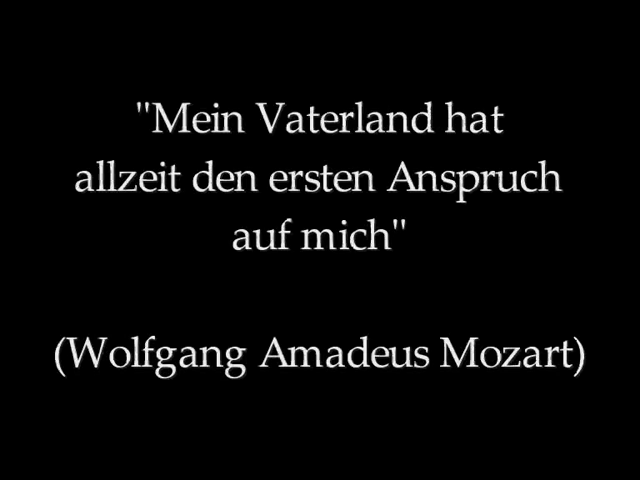 "Mein Vaterland hat
allzeit den ersten Anspruch
auf mich"
(Wolfgang Amadeus Mozart)